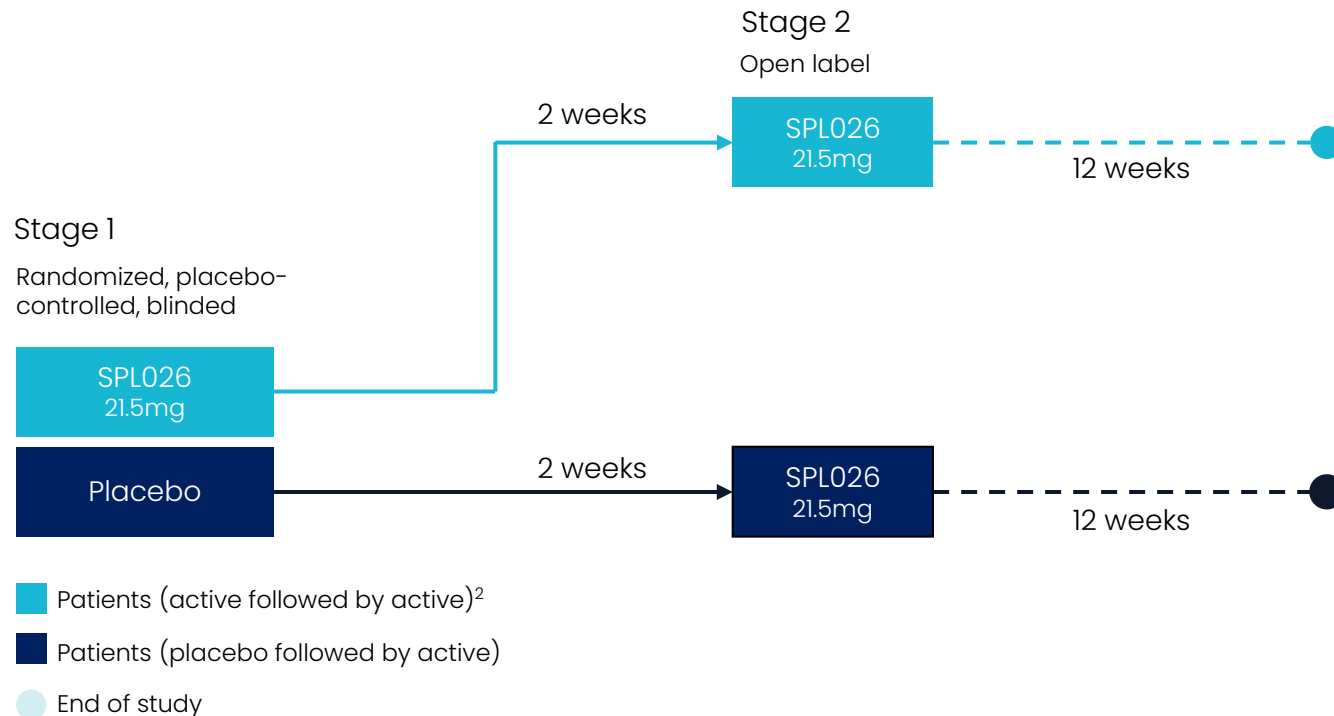 Stage 2
Open label
2 weeks
SPL026
21.5mg
12 weeks
Stage 1
Randomized, placebo-
controlled, blinded
SPL026
21.5mg
Placebo
2 weeks
SPL026
21.5mg
12 weeks
Patients (active followed by active)²
Patients (placebo followed by active)
End of study